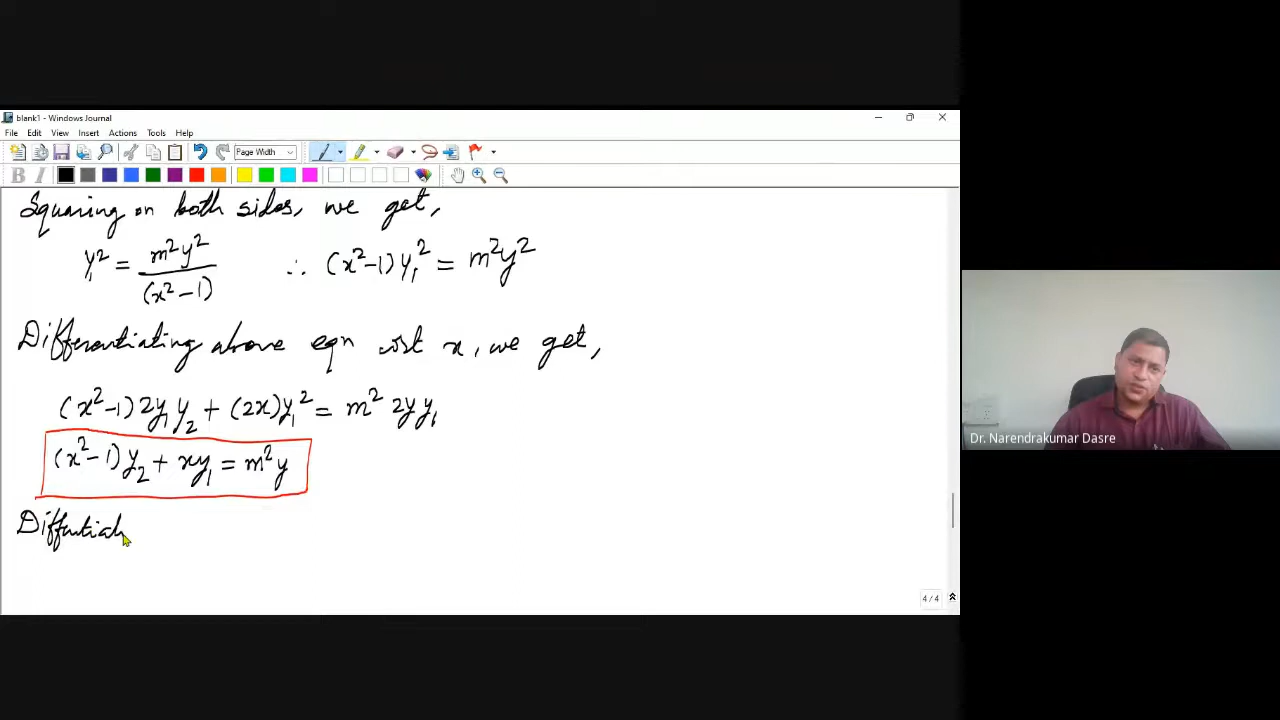 blank1 - Windows Journal
File Edit View Insert Actions Tools Help
Page Width
B I
Squaring on both sides, we get,
y₁² = m²y² / (x²-1) ∴ (x²-1) y₁² = m²y²
Differentiating above eqn wrt x, we get,
(x²-1) 2y₁y₂ + (2x)y₁² = m² 2yy₁
(x²-1)y₂ + xy₁ = m²y
4 / 4
Dr. Narendrakumar Dasre